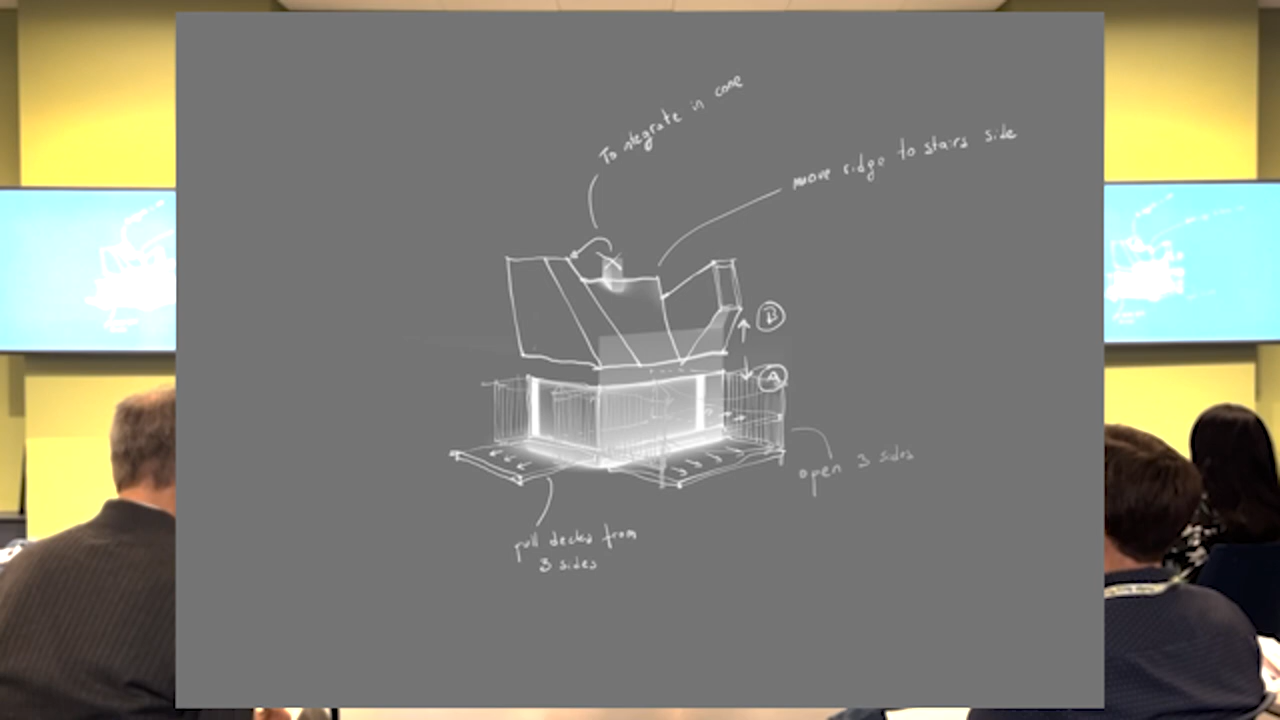 To integrate in cone
move ridge to stairs side
B
A
open 3 sides
pull decks from
3 sides